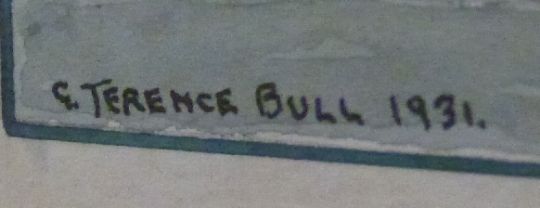 C. TERENCE BULL 1931.